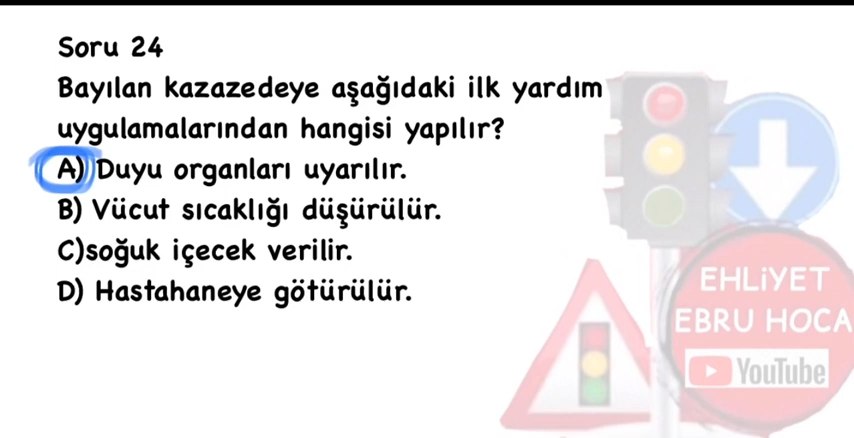 Soru 24
Bayılan kazazedeye aşağıdaki ilk yardım
uygulamalarından hangisi yapılır?
A) Duyu organları uyarılır.
B) Vücut sıcaklığı düşürülür.
C)soğuk içecek verilir.
D) Hastahaneye götürülür.
EHLİYET
EBRU HOCA
YouTube